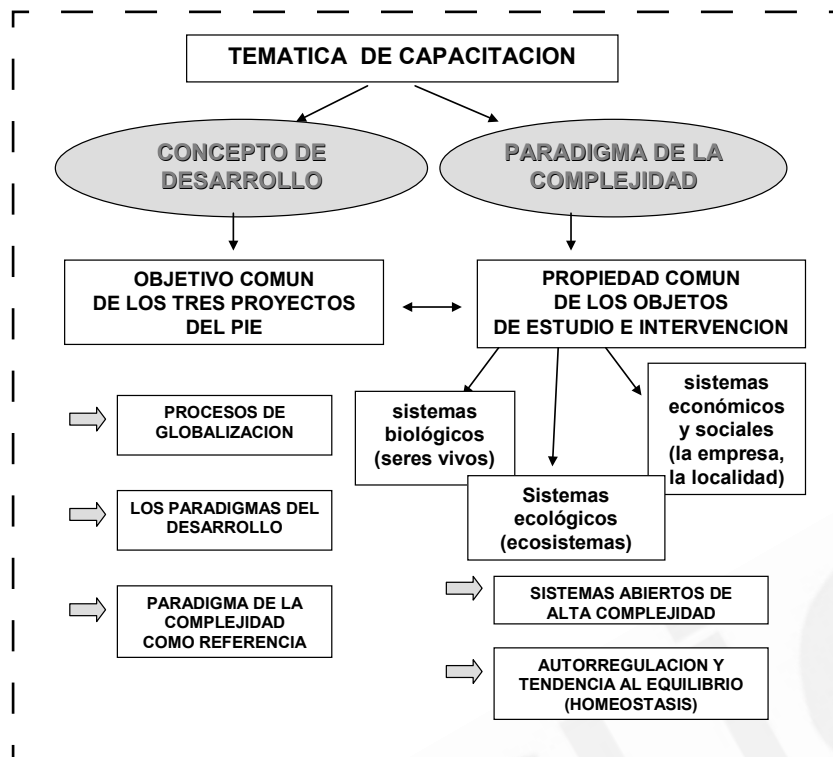 TEMATICA DE CAPACITACION
CONCEPTO DE
DESARROLLO
PARADIGMA DE LA
COMPLEJIDAD
OBJETIVO COMUN
DE LOS TRES PROYECTOS
DEL PIE
PROPIEDAD COMUN
DE LOS OBJETOS
DE ESTUDIO E INTERVENCION
PROCESOS DE
GLOBALIZACION
LOS PARADIGMAS DEL
DESARROLLO
PARADIGMA DE LA
COMPLEJIDAD
COMO REFERENCIA
sistemas
biológicos
(seres vivos)
Sistemas
ecológicos
(ecosistemas)
sistemas
económicos
y sociales
(la empresa,
la localidad)
SISTEMAS ABIERTOS DE
ALTA COMPLEJIDAD
AUTORREGULACION Y
TENDENCIA AL EQUILIBRIO
(HOMEOSTASIS)